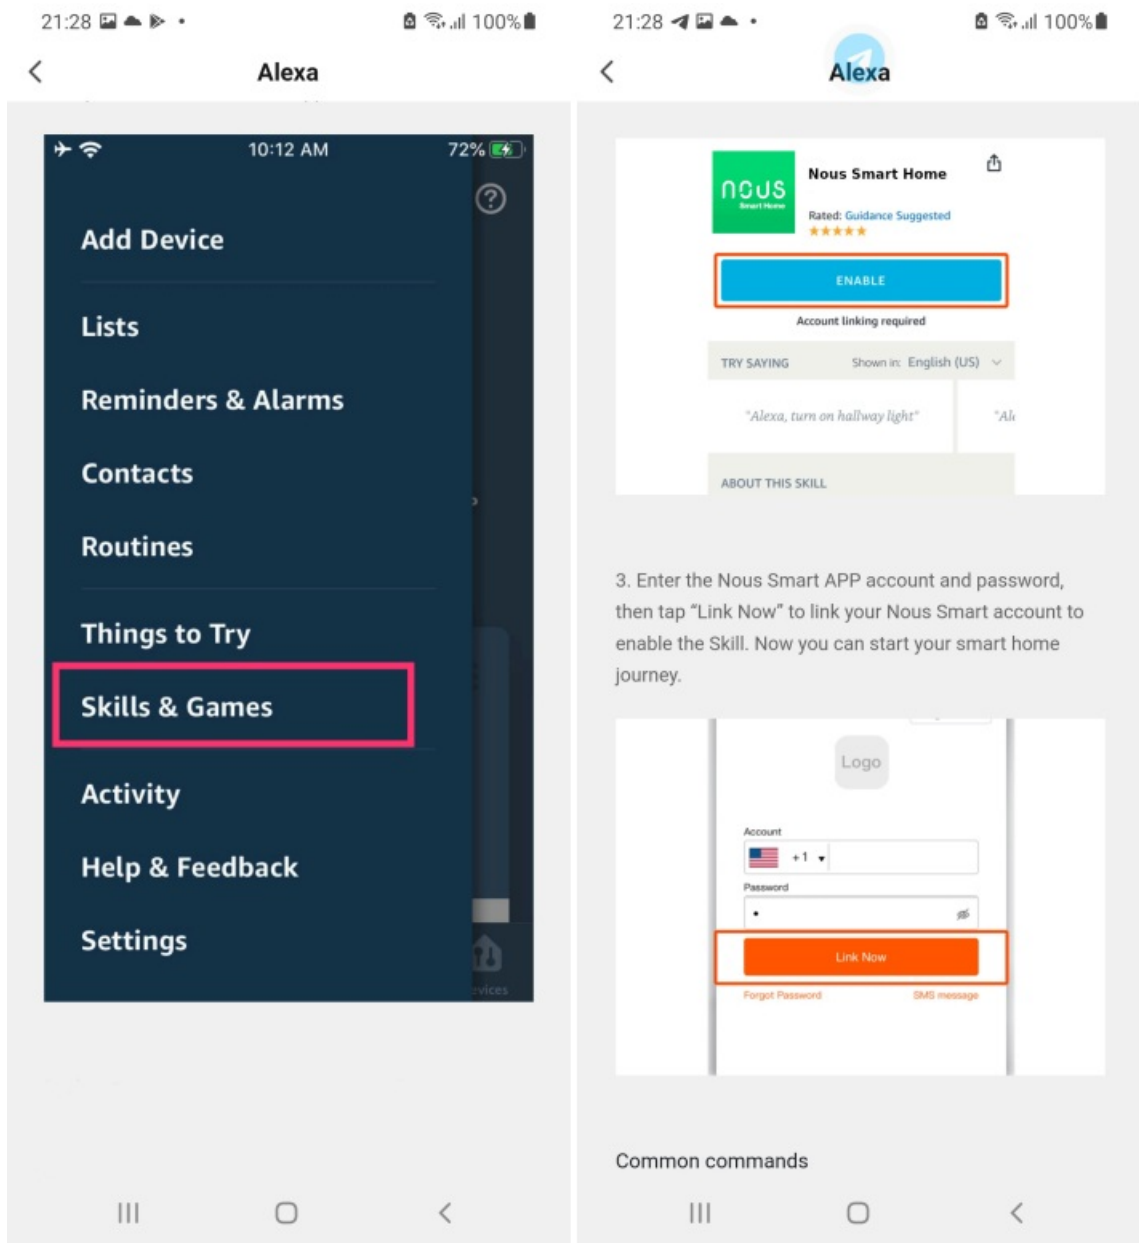 21:28
100%
Alexa
10:12 AM
72%
Add Device
Lists
Reminders & Alarms
Contacts
Routines
Things to Try
Skills & Games
Activity
Help & Feedback
Settings
21:28
100%
Alexa
nous
Smart Home
Nous Smart Home
Rated: Guidance Suggested
ENABLE
Account linking required
TRY SAYING Shown in: English (US)
"Alexa, turn on hallway light"
ABOUT THIS SKILL
3. Enter the Nous Smart APP account and password,
then tap “Link Now” to link your Nous Smart account to
enable the Skill. Now you can start your smart home
journey.
Logo
Account
+1
Password
Link Now
Forgot Password SMS message
Common commands